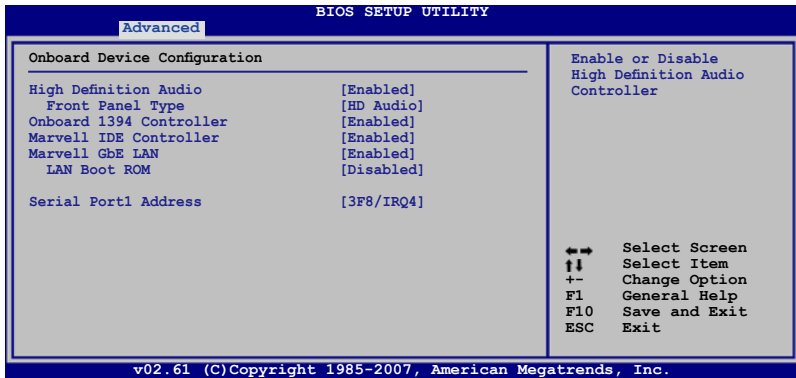 BIOS SETUP UTILITY
Advanced
Onboard Device Configuration
High Definition Audio [Enabled]
Front Panel Type [HD Audio]
Onboard 1394 Controller [Enabled]
Marvell IDE Controller [Enabled]
Marvell GbE LAN [Enabled]
LAN Boot ROM [Disabled]
Serial Port1 Address [3F8/IRQ4]
Enable or Disable
High Definition Audio
Controller
←→ Select Screen
↑↓ Select Item
+- Change Option
F1 General Help
F10 Save and Exit
ESC Exit
v02.61 (C)Copyright 1985-2007, American Megatrends, Inc.